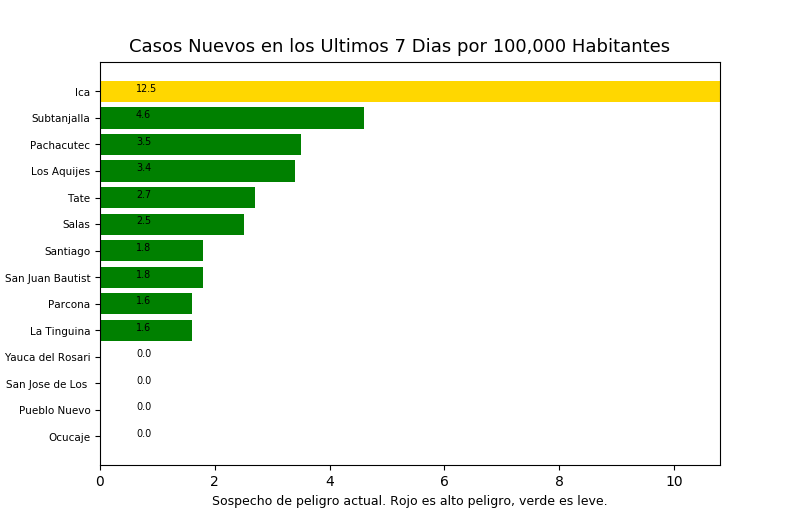 Casos Nuevos en los Ultimos 7 Dias por 100,000 Habitantes
Ica 12.5
Subtanjalla 4.6
Pachacutec 3.5
Los Aquijes 3.4
Tate 2.7
Salas 2.5
Santiago 1.8
San Juan Bautist 1.8
Parcona 1.6
La Tinguina 1.6
Yauca del Rosari 0.0
San Jose de Los 0.0
Pueblo Nuevo 0.0
Ocucaje 0.0
0 2 4 6 8 10
Sospecho de peligro actual. Rojo es alto peligro, verde es leve.